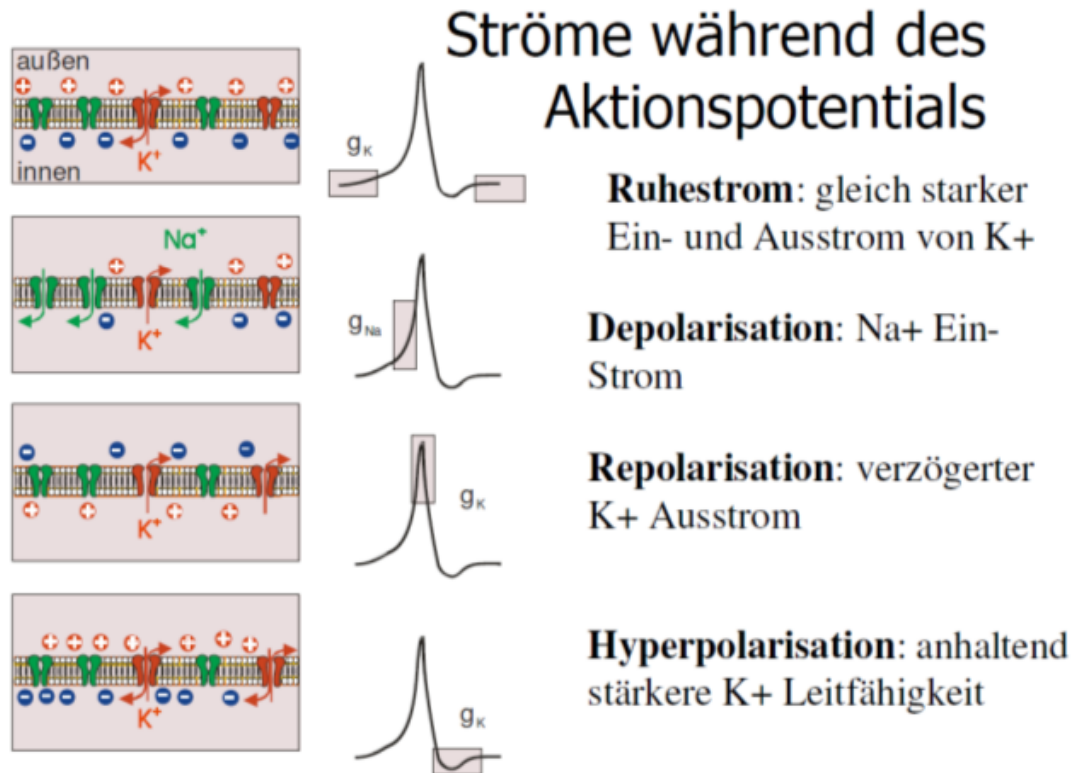 Ströme während des
Aktionspotentials
außen
K⁺
innen
gK
Ruhestrom: gleich starker
Ein- und Ausstrom von K+
Na⁺
K⁺
gNa
Depolarisation: Na+ Ein-
Strom
K⁺
gK
Repolarisation: verzögerter
K+ Ausstrom
K⁺
gK
Hyperpolarisation: anhaltend
stärkere K+ Leitfähigkeit